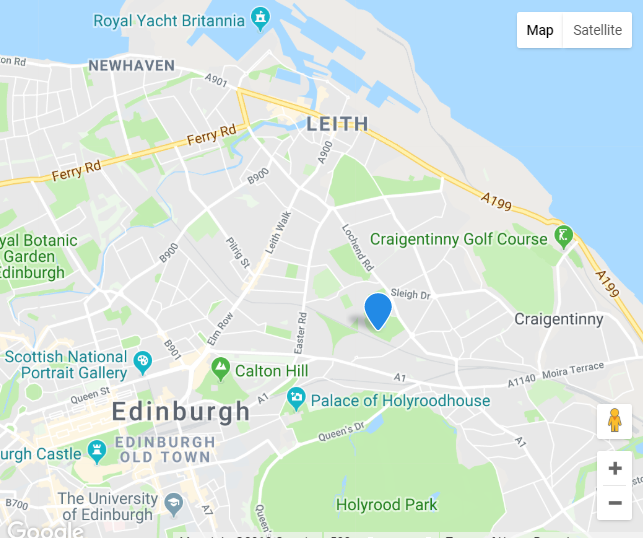 Royal Yacht Britannia
Map
Satellite
NEWHAVEN
A901
LEITH
Ferry Rd
Ferry Rd
A900
B900
A199
Leith Walk
Lochend Rd
Craigentinny Golf Course
yal Botanic
Garden
Edinburgh
B900
Pilrig St
A199
Sleigh Dr
Craigentinny
Elm Row
Easter Rd
B901
Scottish National
Portrait Gallery
Calton Hill
Moira Terrace
A1
A1140
Queen St
A1
Palace of Holyroodhouse
Edinburgh
Queen's Dr
A1
EDINBURGH
OLD TOWN
urgh Castle
The University
of Edinburgh
B700
Queen's
Holyrood Park
Google